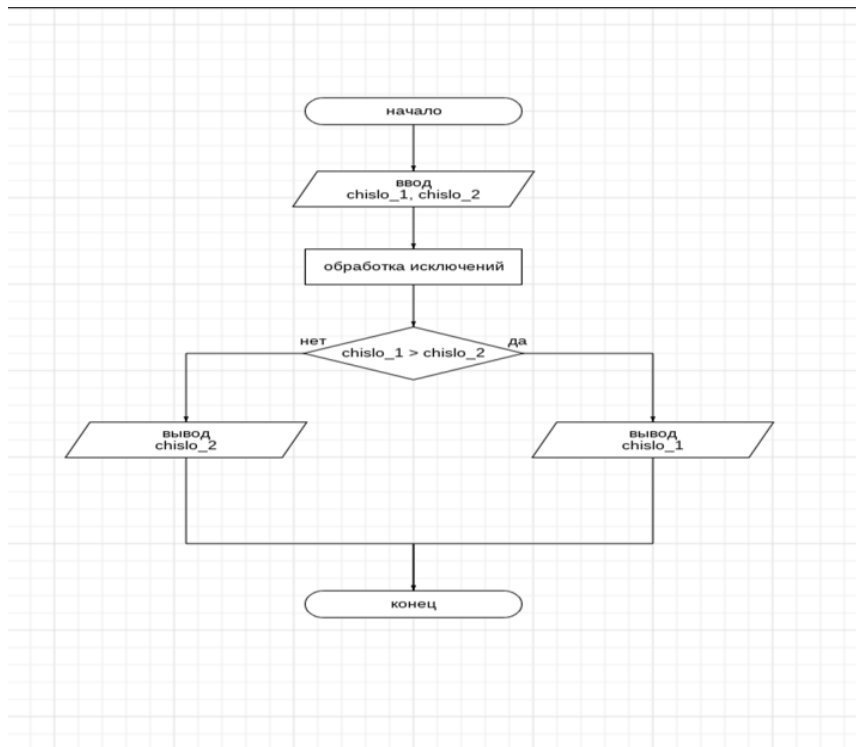 начало
ввод
chislo_1, chislo_2
обработка исключений
нет
chislo_1 > chislo_2
да
вывод
chislo_2
вывод
chislo_1
конец